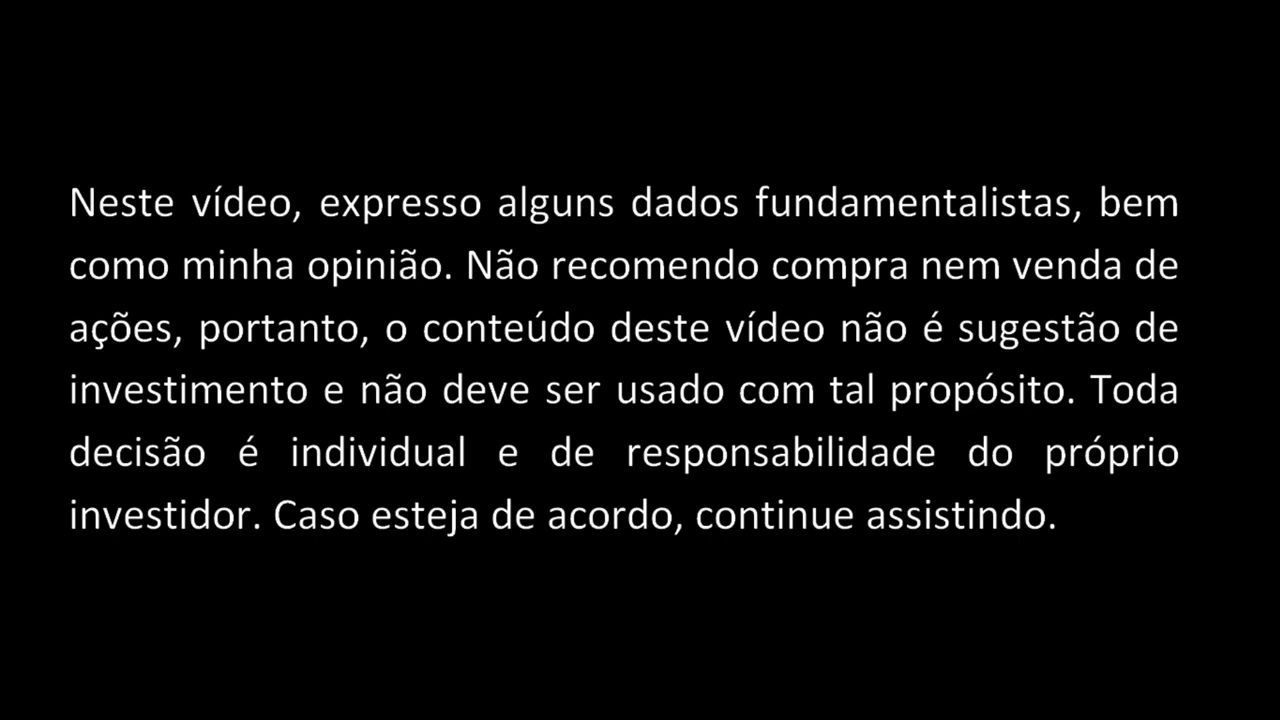 Neste vídeo, expresso alguns dados fundamentalistas, bem
como minha opinião. Não recomendo compra nem venda de
ações, portanto, o conteúdo deste vídeo não é sugestão de
investimento e não deve ser usado com tal propósito. Toda
decisão é individual e de responsabilidade do próprio
investidor. Caso esteja de acordo, continue assistindo.